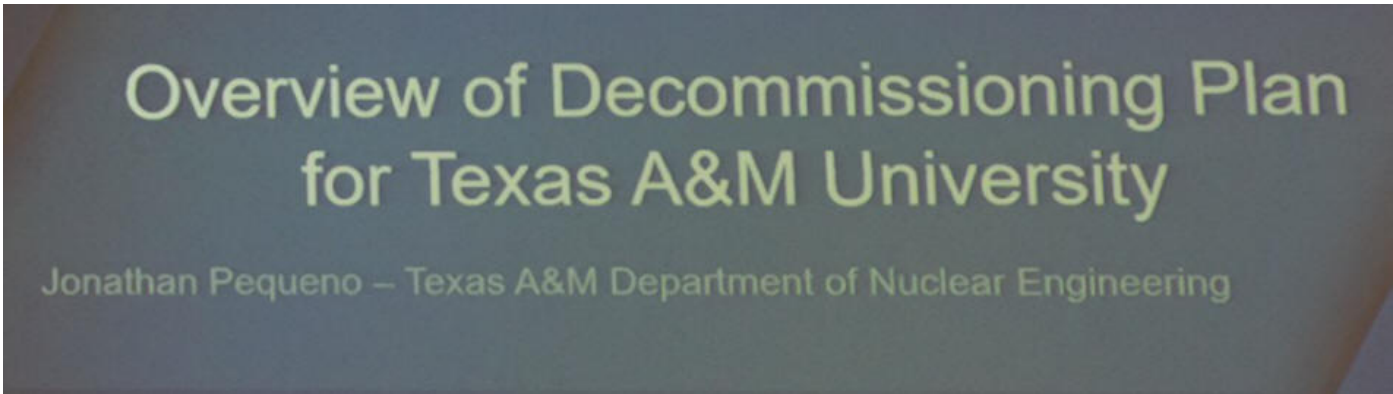 Overview of Decommissioning Plan
for Texas A&M University
Jonathan Pequeno – Texas A&M Department of Nuclear Engineering